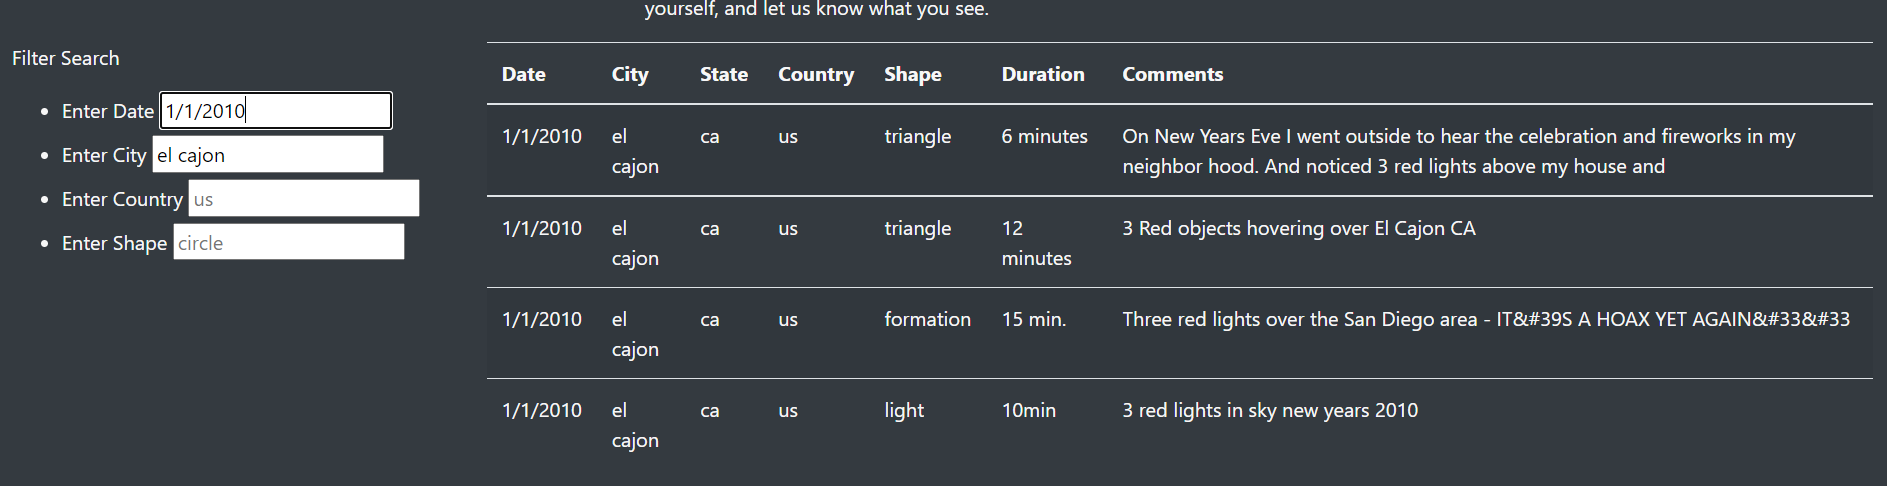 yourself, and let us know what you see.
Filter Search
Enter Date 1/1/2010
Enter City el cajon
Enter Country us
Enter Shape circle
Date City State Country Shape Duration Comments
1/1/2010 el cajon ca us triangle 6 minutes On New Years Eve I went outside to hear the celebration and fireworks in my
neighbor hood. And noticed 3 red lights above my house and
1/1/2010 el cajon ca us triangle 12 minutes 3 Red objects hovering over El Cajon CA
1/1/2010 el cajon ca us formation 15 min. Three red lights over the San Diego area - IT&#39S A HOAX YET AGAIN&#33&#33
1/1/2010 el cajon ca us light 10min 3 red lights in sky new years 2010